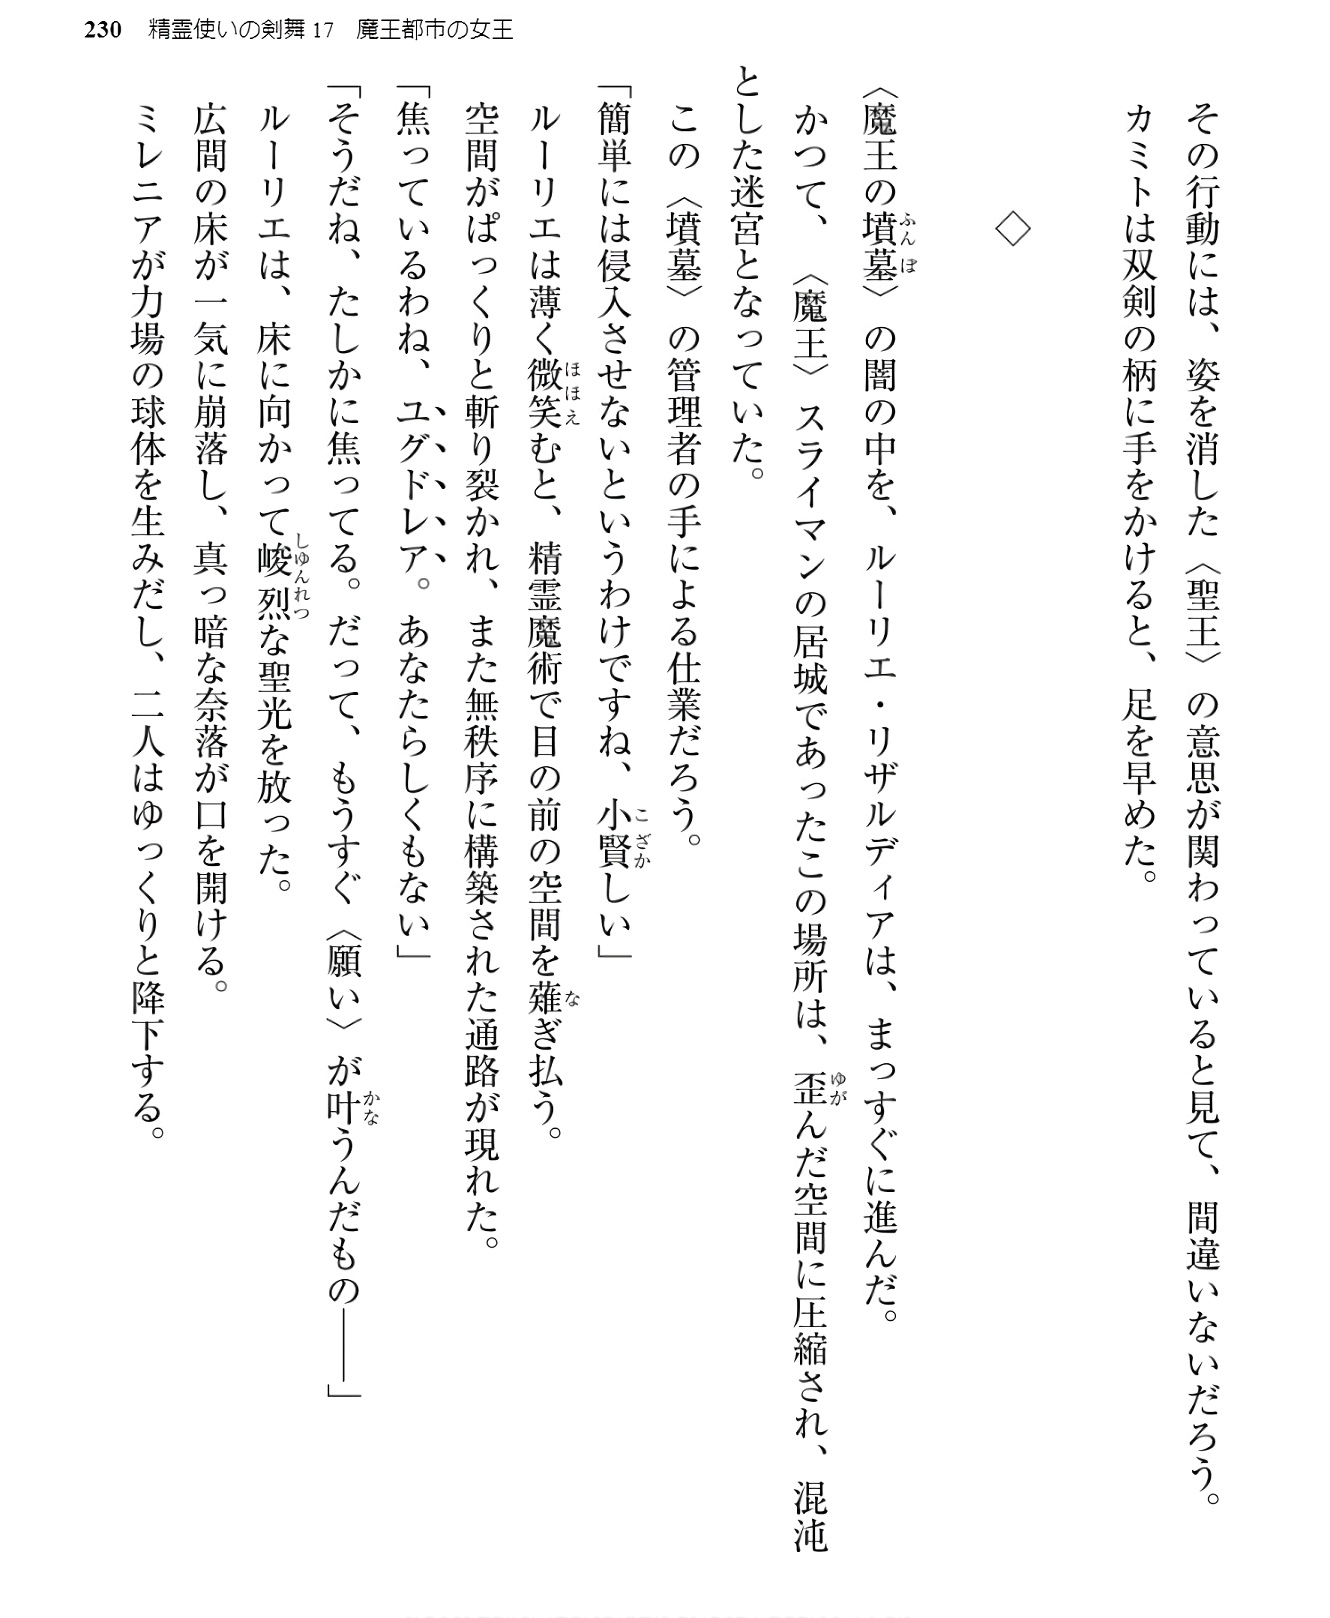 230 精霊使いの剣舞17 魔王都市の女王
その行動には、姿を消した〈聖王〉の意思が関わっていると見て、間違いないだろう。
カミトは双剣の柄に手をかけると、足を早めた。
◇
〈魔王の墳墓〉の闇の中を、ルーリエ・リザルディアは、まっすぐに進んだ。
かつて、〈魔王〉スライマンの居城であったこの場所は、歪んだ空間に圧縮され、混沌
とした迷宮となっていた。
この〈墳墓〉の管理者の手による仕業だろう。
「簡単には侵入させないというわけですね、小賢しい」
ルーリエは薄く微笑むと、精霊魔術で目の前の空間を薙ぎ払う。
空間がぱっくりと斬り裂かれ、また無秩序に構築された通路が現れた。
「焦っているわね、ユグドレア。あなたらしくもない」
「そうだね、たしかに焦ってる。だって、もうすぐ〈願い〉が叶うんだもの――」
ルーリエは、床に向かって峻烈な聖光を放った。
広間の床が一気に崩落し、真っ暗な奈落が口を開ける。
ミレニアが力場の球体を生みだし、二人はゆっくりと降下する。